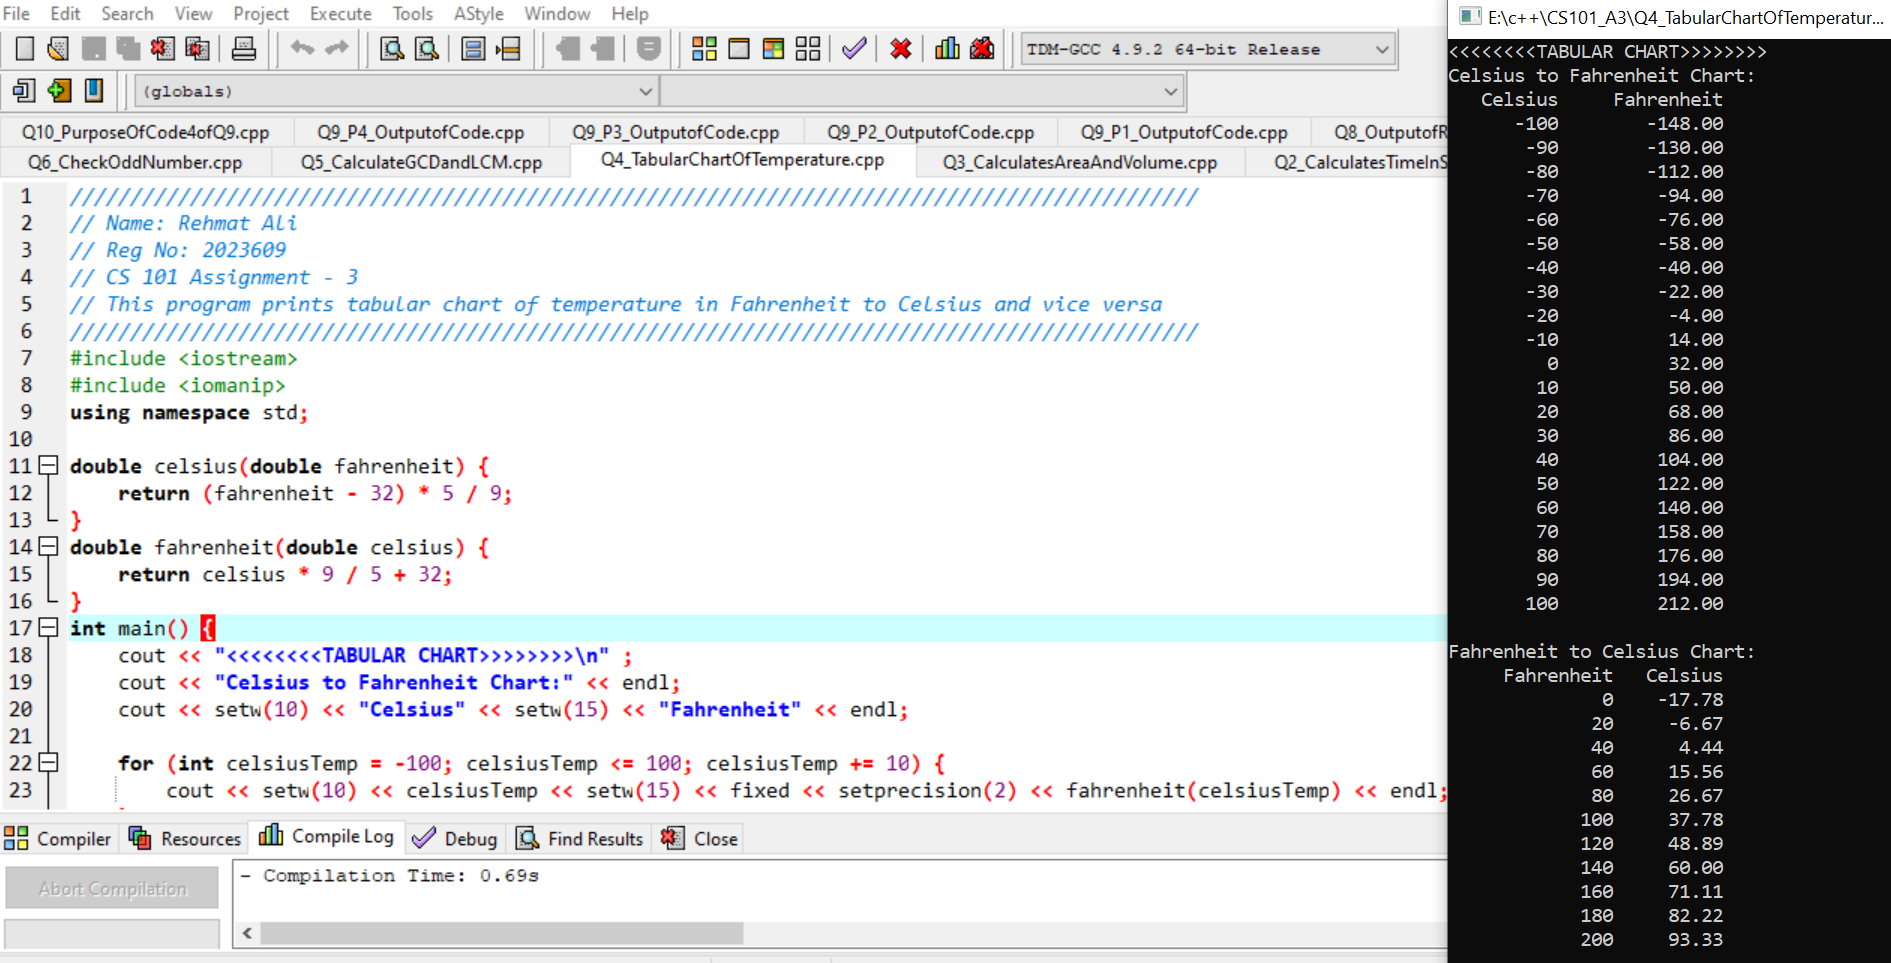 File Edit Search View Project Execute Tools AStyle Window Help
TDM-GCC 4.9.2 64-bit Release
(globals)
Q10_PurposeOfCode4ofQ9.cpp Q9_P4_OutputofCode.cpp Q9_P3_OutputofCode.cpp Q9_P2_OutputofCode.cpp Q9_P1_OutputofCode.cpp Q8_OutputofR
Q6_CheckOddNumber.cpp Q5_CalculateGCDandLCM.cpp Q4_TabularChartOfTemperature.cpp Q3_CalculatesAreaAndVolume.cpp Q2_CalculatesTimeInS
1 //////////////////////////////////////////////////////////////////////////////////////////////
2 // Name: Rehmat Ali
3 // Reg No: 2023609
4 // CS 101 Assignment - 3
5 // This program prints tabular chart of temperature in Fahrenheit to Celsius and vice versa
6 //////////////////////////////////////////////////////////////////////////////////////////////
7 #include <iostream>
8 #include <iomanip>
9 using namespace std;
10
11 double celsius(double fahrenheit) {
12 return (fahrenheit - 32) * 5 / 9;
13 }
14 double fahrenheit(double celsius) {
15 return celsius * 9 / 5 + 32;
16 }
17 int main() {
18 cout << "<<<<<<<<TABULAR CHART>>>>>>>>\n" ;
19 cout << "Celsius to Fahrenheit Chart:" << endl;
20 cout << setw(10) << "Celsius" << setw(15) << "Fahrenheit" << endl;
21
22 for (int celsiusTemp = -100; celsiusTemp <= 100; celsiusTemp += 10) {
23 cout << setw(10) << celsiusTemp << setw(15) << fixed << setprecision(2) << fahrenheit(celsiusTemp) << endl;
Compiler Resources Compile Log Debug Find Results Close
Abort Compilation
- Compilation Time: 0.69s
E:\c++\CS101_A3\Q4_TabularChartOfTemperatur...
<<<<<<<<TABULAR CHART>>>>>>>>
Celsius to Fahrenheit Chart:
Celsius Fahrenheit
-100 -148.00
-90 -130.00
-80 -112.00
-70 -94.00
-60 -76.00
-50 -58.00
-40 -40.00
-30 -22.00
-20 -4.00
-10 14.00
0 32.00
10 50.00
20 68.00
30 86.00
40 104.00
50 122.00
60 140.00
70 158.00
80 176.00
90 194.00
100 212.00
Fahrenheit to Celsius Chart:
Fahrenheit Celsius
0 -17.78
20 -6.67
40 4.44
60 15.56
80 26.67
100 37.78
120 48.89
140 60.00
160 71.11
180 82.22
200 93.33